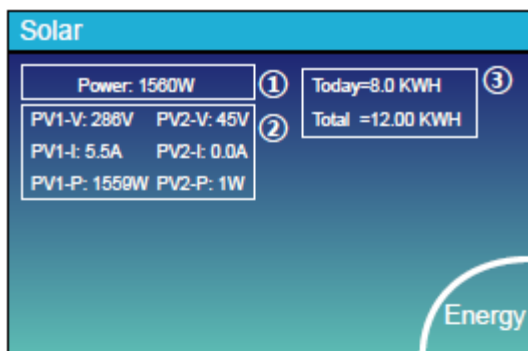 Solar
Power: 1560W ①
PV1-V: 286V PV2-V: 45V ②
PV1-I: 5.5A PV2-I: 0.0A
PV1-P: 1559W PV2-P: 1W
Today=8.0 KWH ③
Total =12.00 KWH
Energy